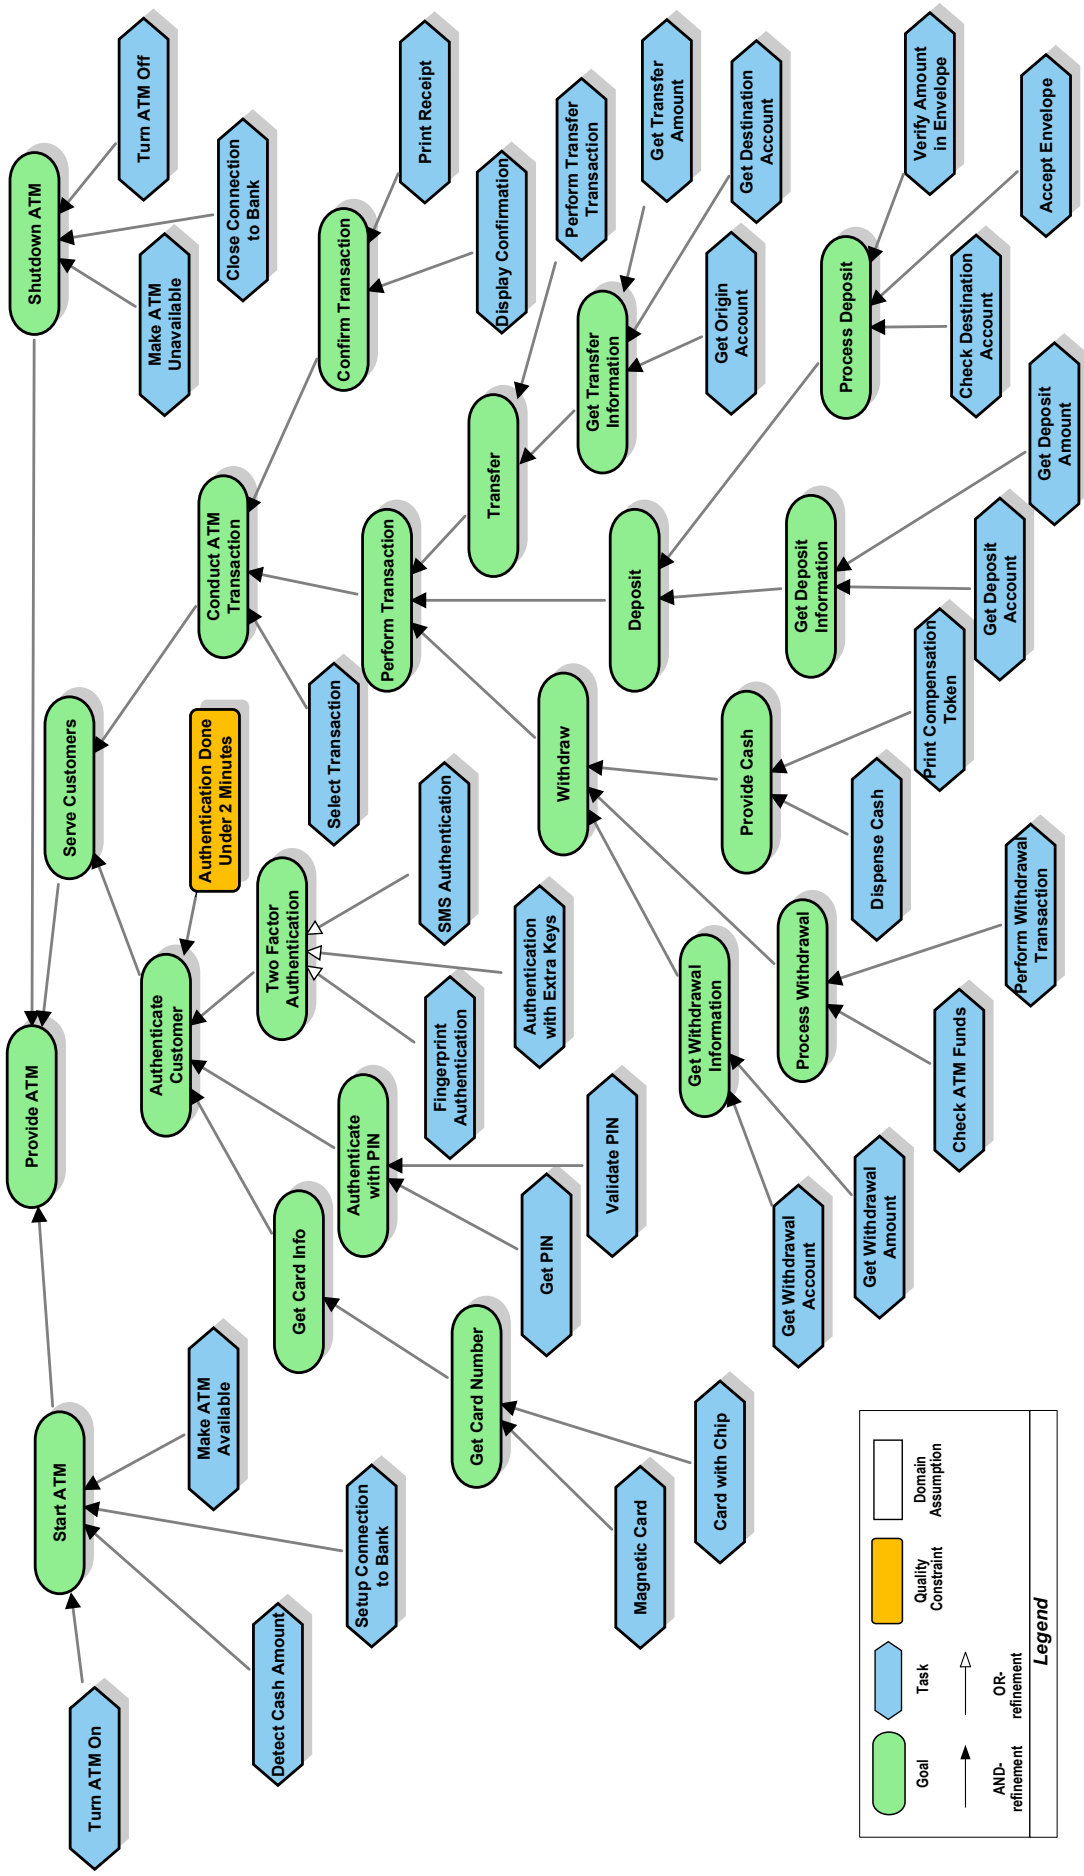 Provide ATM
Start ATM
Serve Customers
Shutdown ATM
Turn ATM On
Detect Cash Amount
Setup Connection
to Bank
Make ATM
Available
Authenticate
Customer
Authentication Done
Under 2 Minutes
Conduct ATM
Transaction
Make ATM
Unavailable
Close Connection
to Bank
Turn ATM Off
Get Card Info
Authenticate
with PIN
Two Factor
Authentication
Select Transaction
Perform Transaction
Confirm Transaction
Display Confirmation
Print Receipt
Get Card Number
Magnetic Card
Card with Chip
Get PIN
Validate PIN
Fingerprint
Authentication
Authentication
with Extra Keys
SMS Authentication
Withdraw
Deposit
Transfer
Perform Transfer
Transaction
Get Transfer
Information
Get Origin
Account
Get Destination
Account
Get Transfer
Amount
Get Withdrawal
Information
Process Withdrawal
Provide Cash
Get Deposit
Information
Process Deposit
Get Withdrawal
Account
Get Withdrawal
Amount
Check ATM Funds
Perform Withdrawal
Transaction
Dispense Cash
Print Compensation
Token
Get Deposit
Account
Get Deposit
Amount
Check Destination
Account
Accept Envelope
Verify Amount
in Envelope
Goal
Task
Quality
Constraint
Domain
Assumption
AND-
refinement
OR-
refinement
Legend